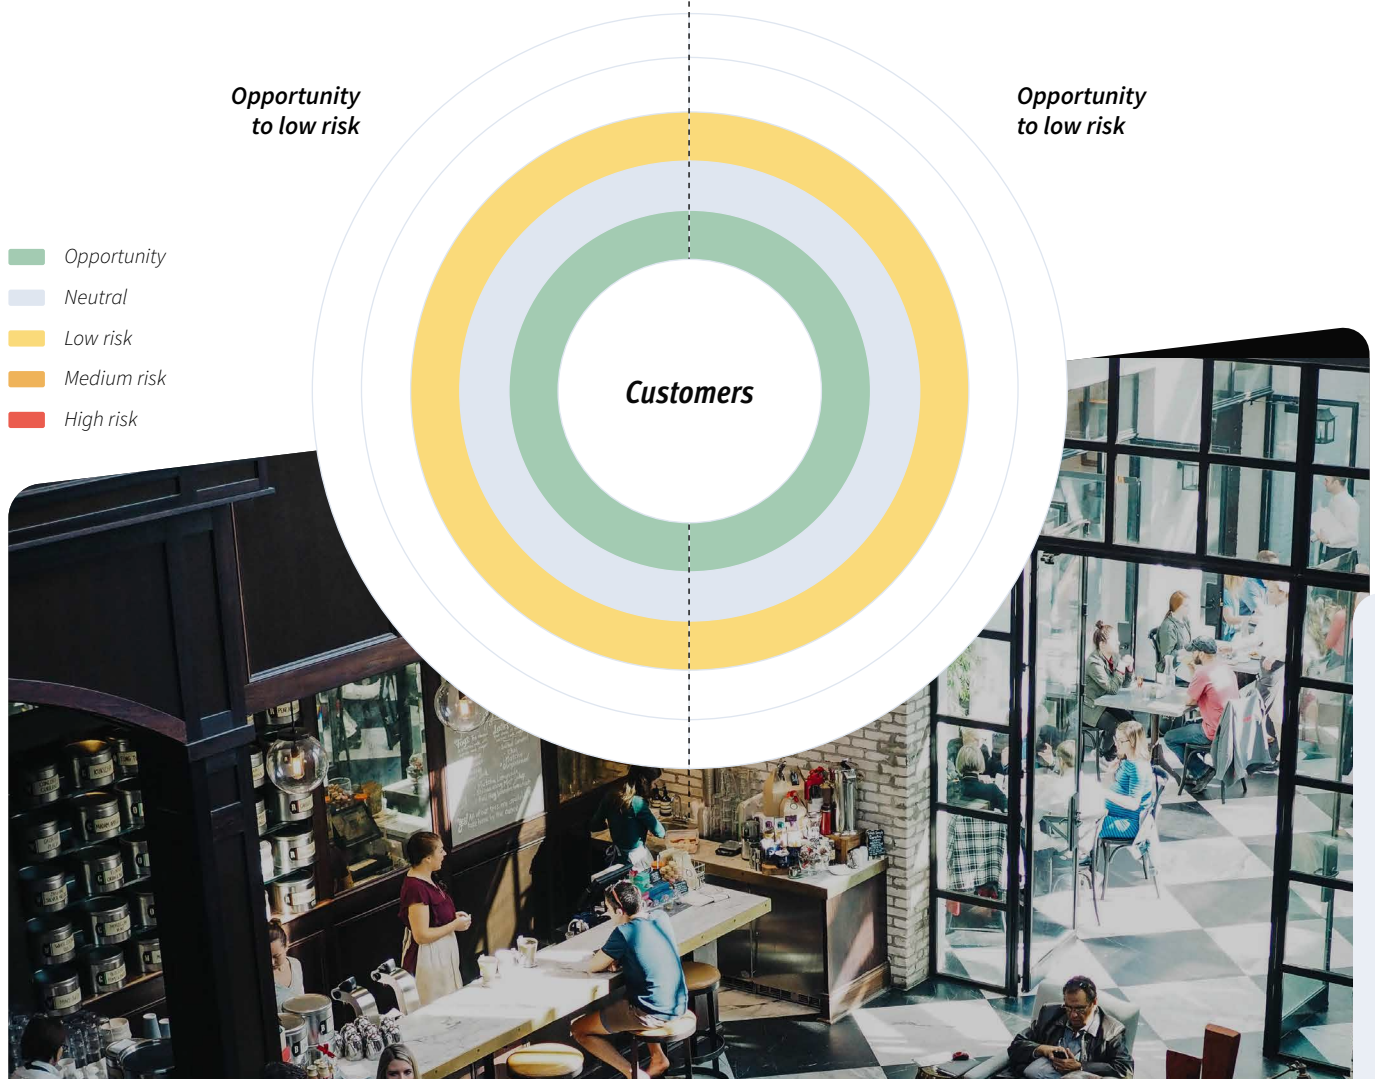 Opportunity
to low risk
Opportunity
to low risk
Opportunity
Neutral
Low risk
Medium risk
High risk
Customers